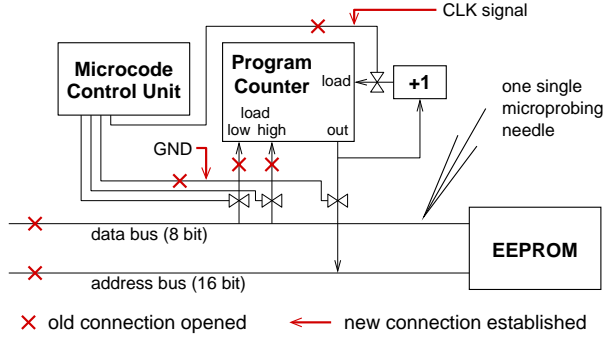 CLK signal
Microcode
Control Unit
Program
Counter
load
+1
load
low high
out
one single
microprobing
needle
GND
data bus (8 bit)
EEPROM
address bus (16 bit)
old connection opened
new connection established